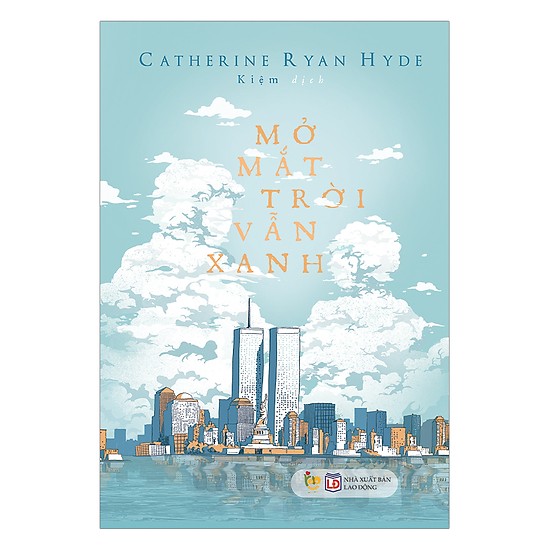 CATHERINE RYAN HYDE
Kiệm dịch
MỞ
MẮT
TRỜI
VẪN
XANH
NHÀ XUẤT BẢN
LAO ĐỘNG